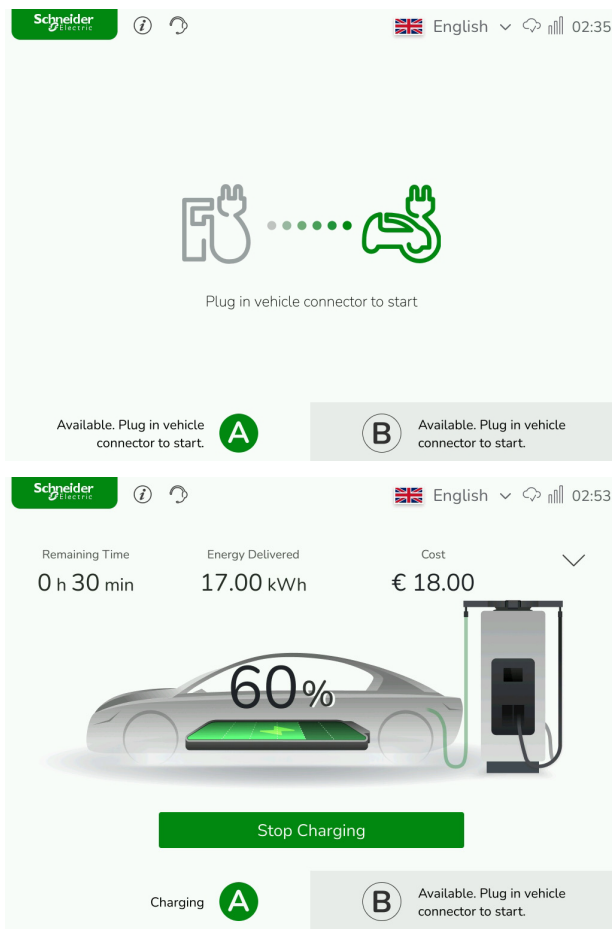 Schneider
Electric
i
English
02:35
Plug in vehicle connector to start
Available. Plug in vehicle
connector to start.
A
B
Available. Plug in vehicle
connector to start.
Schneider
Electric
i
English
02:53
Remaining Time
Energy Delivered
Cost
0 h 30 min
17.00 kWh
€ 18.00
60%
Stop Charging
Charging
A
B
Available. Plug in vehicle
connector to start.